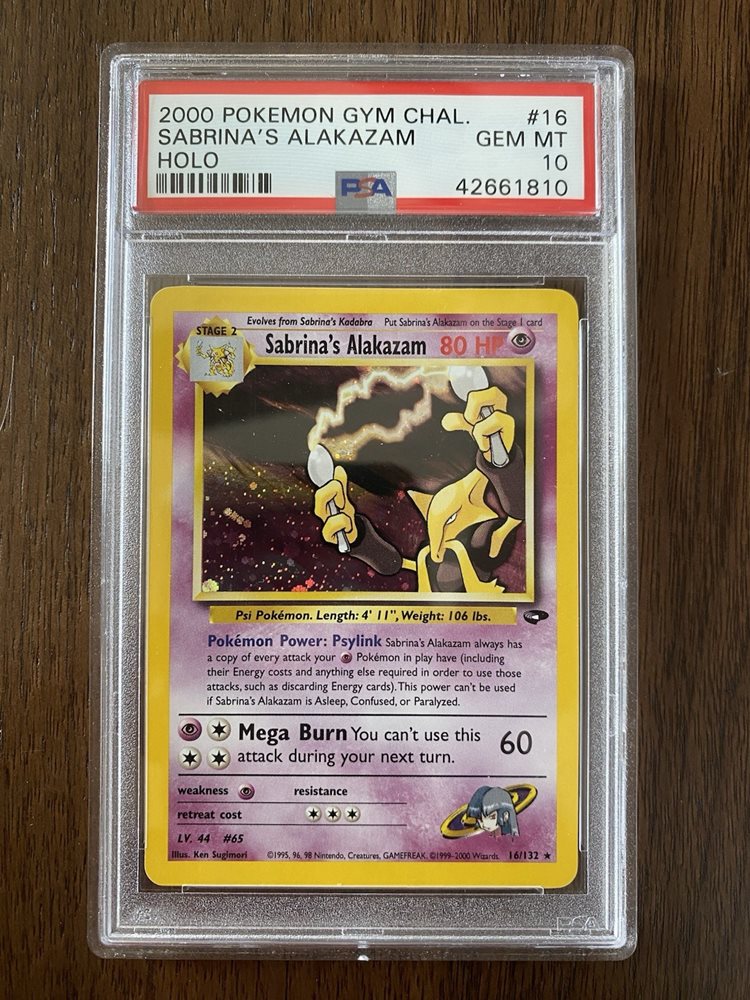 2000 POKEMON GYM CHAL. #16
SABRINA'S ALAKAZAM GEM MT
HOLO 10
PSA 42661810
Evolves from Sabrina's Kadabra Put Sabrina's Alakazam on the Stage 1 card
STAGE 2
Sabrina's Alakazam 80 HP
Psi Pokémon. Length: 4' 11", Weight: 106 lbs.
Pokémon Power: Psylink Sabrina's Alakazam always has
a copy of every attack your Pokémon in play have (including
their Energy costs and anything else required in order to use those
attacks, such as discarding Energy cards). This power can't be used
if Sabrina's Alakazam is Asleep, Confused, or Paralyzed.
Mega Burn You can't use this 60
attack during your next turn.
weakness resistance
retreat cost
LV. 44 #65
Illus. Ken Sugimori ©1995, 96, 98 Nintendo, Creatures, GAMEFREAK. ©1999-2000 Wizards. 16/132 ★
PSA